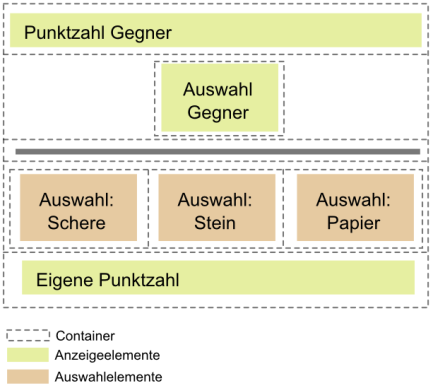 Punktzahl Gegner
Auswahl
Gegner
Auswahl:
Schere
Auswahl:
Stein
Auswahl:
Papier
Eigene Punktzahl
Container
Anzeigeelemente
Auswahlelemente